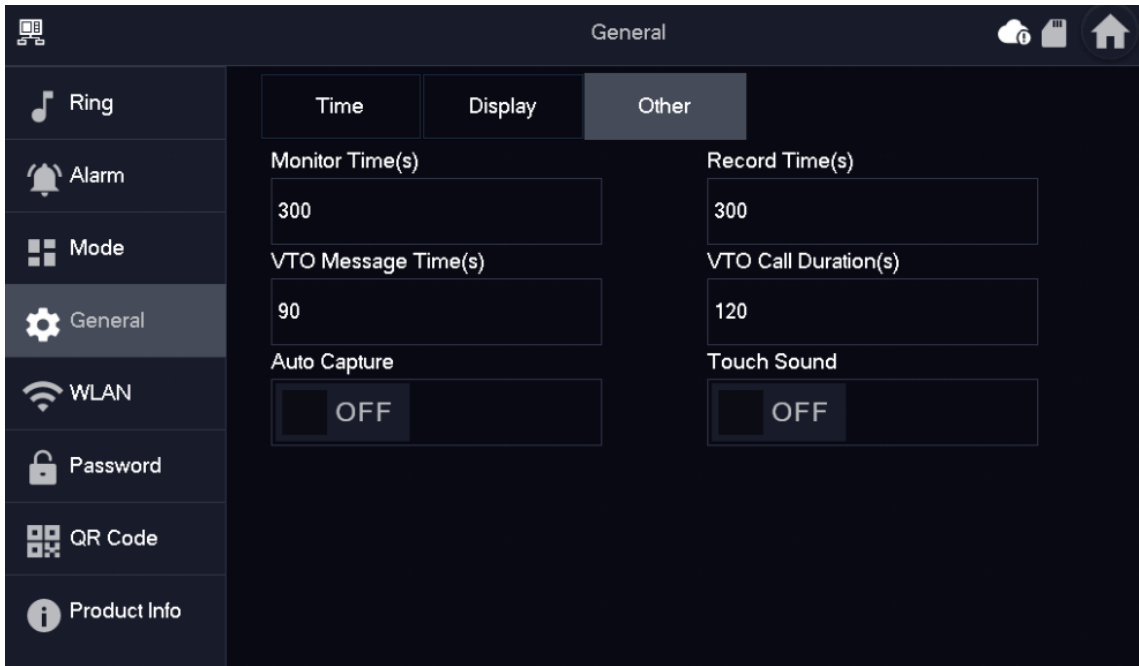 General
Ring
Alarm
Mode
General
WLAN
Password
QR Code
Product Info
Time Display Other
Monitor Time(s) Record Time(s)
300 300
VTO Message Time(s) VTO Call Duration(s)
90 120
Auto Capture Touch Sound
OFF OFF